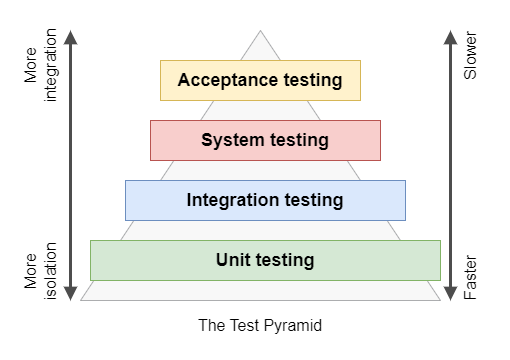 More
integration
Slower
Acceptance testing
System testing
Integration testing
Unit testing
More
isolation
Faster
The Test Pyramid